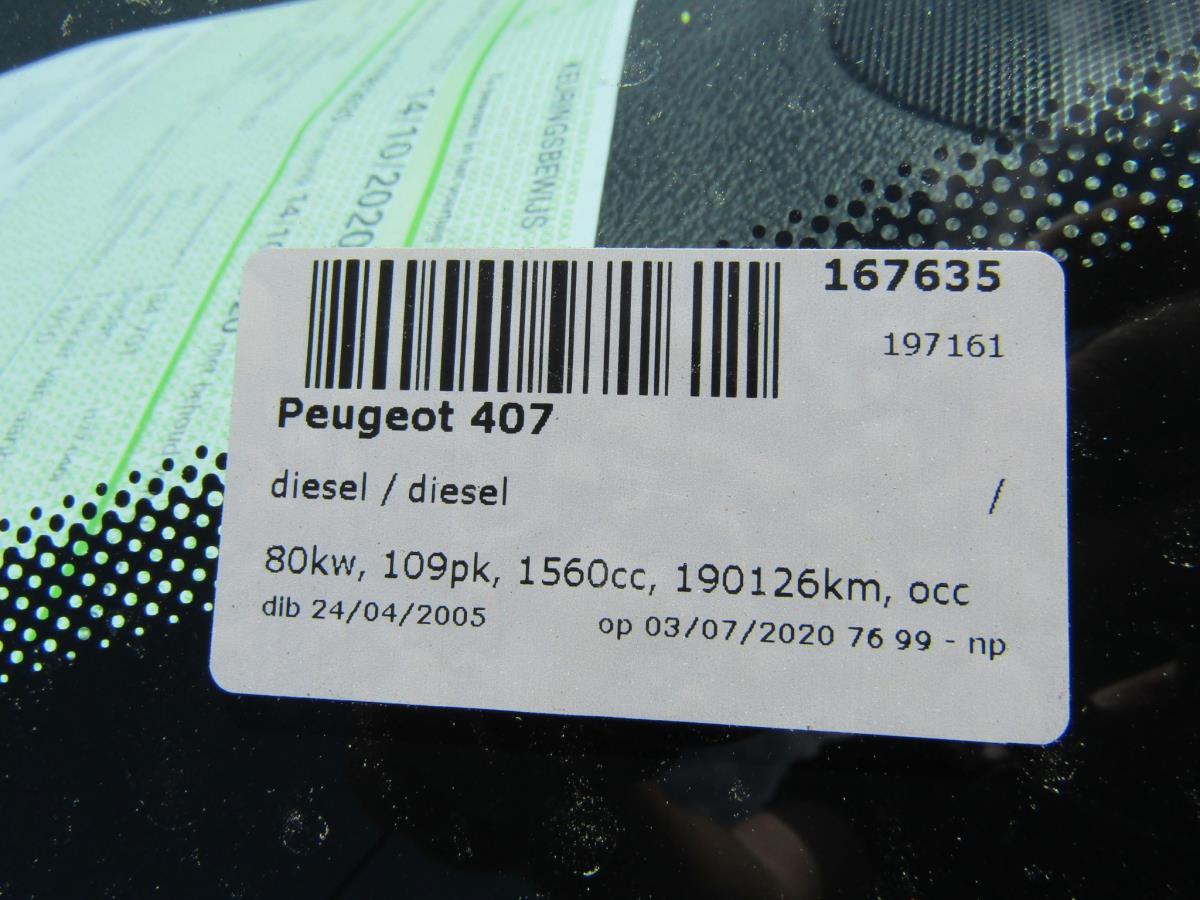 KEURINGSBEWIJS
14/10/2020
167635
197161
Peugeot 407
diesel / diesel /
80kw, 109pk, 1560cc, 190126km, occ
dib 24/04/2005 op 03/07/2020 76 99 - np